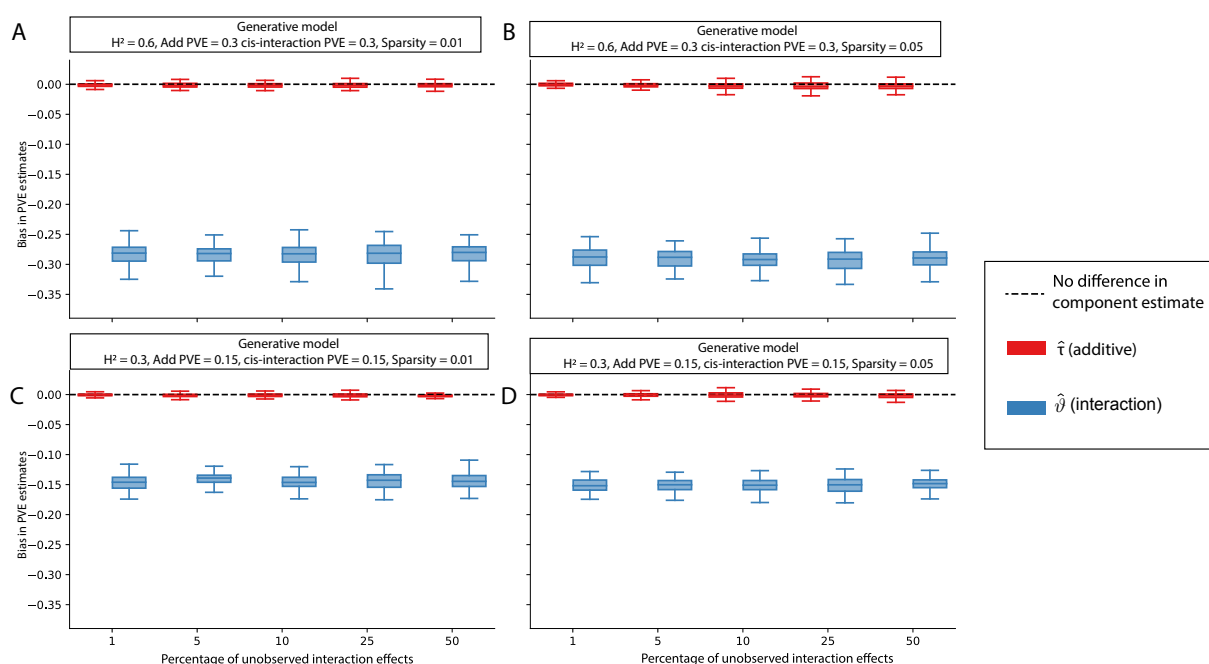 A
Generative model
H² = 0.6, Add PVE = 0.3 cis-interaction PVE = 0.3, Sparsity = 0.01
B
Generative model
H² = 0.6, Add PVE = 0.3 cis-interaction PVE = 0.3, Sparsity = 0.05
Bias in PVE estimates
0.00
−0.05
−0.10
−0.15
−0.20
−0.25
−0.30
−0.35
C
Generative model
H² = 0.3, Add PVE = 0.15, cis-interaction PVE = 0.15, Sparsity = 0.01
D
Generative model
H² = 0.3, Add PVE = 0.15, cis-interaction PVE = 0.15, Sparsity = 0.05
Bias in PVE estimates
0.00
−0.05
−0.10
−0.15
−0.20
−0.25
−0.30
−0.35
1 5 10 25 50
Percentage of unobserved interaction effects
1 5 10 25 50
Percentage of unobserved interaction effects
No difference in
component estimate
τ̂ (additive)
ϑ̂ (interaction)